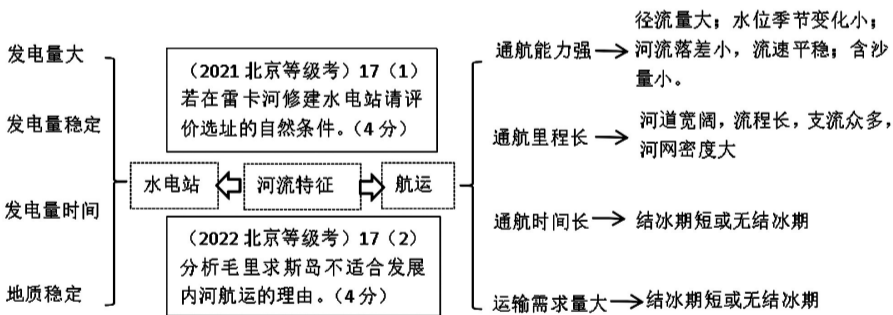 发电量大
发电量稳定
发电量时间
地质稳定
水电站
(2021北京等级考)17(1)
若在雷卡河修建水电站请评
价选址的自然条件。(4分)
河流特征
(2022北京等级考)17(2)
分析毛里求斯岛不适合发展
内河航运的理由。(4分)
航运
通航能力强
径流量大;水位季节变化小;
河流落差小,流速平稳;含沙
量小。
通航里程长
河道宽阔,流程长,支流众多,
河网密度大
通航时间长
结冰期短或无结冰期
运输需求量大
结冰期短或无结冰期